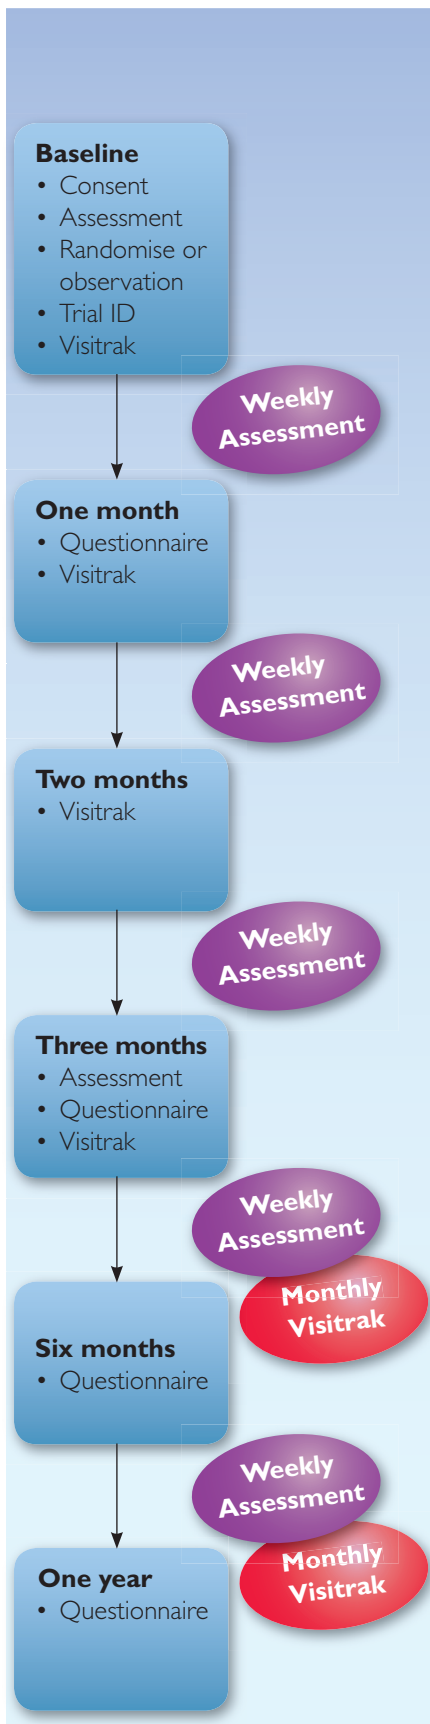 Baseline
• Consent
• Assessment
• Randomise or
observation
• Trial ID
• Visitrak
Weekly
Assessment
One month
• Questionnaire
• Visitrak
Weekly
Assessment
Two months
• Visitrak
Weekly
Assessment
Three months
• Assessment
• Questionnaire
• Visitrak
Weekly
Assessment
Monthly
Visitrak
Six months
• Questionnaire
Weekly
Assessment
Monthly
Visitrak
One year
• Questionnaire